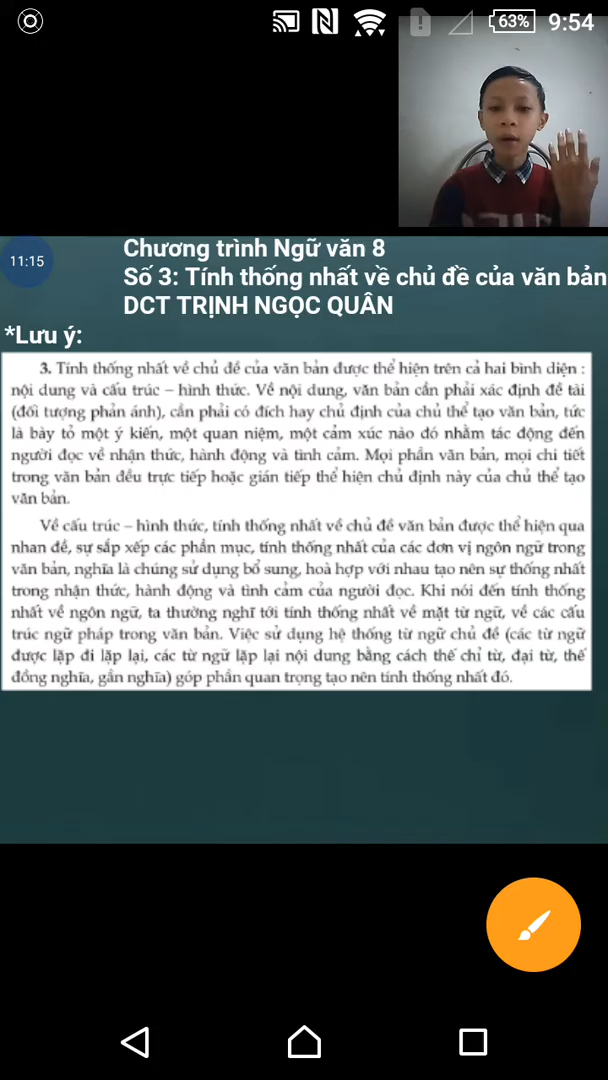 63% 9:54
11:15
Chương trình Ngữ văn 8
Số 3: Tính thống nhất về chủ đề của văn bản
DCT TRỊNH NGỌC QUÂN
*Lưu ý:
3. Tính thống nhất về chủ đề của văn bản được thể hiện trên cả hai bình diện :
nội dung và cấu trúc – hình thức. Về nội dung, văn bản cần phải xác định đề tài
(đối tượng phản ánh), cần phải có đích hay chủ định của chủ thể tạo văn bản, tức
là bày tỏ một ý kiến, một quan niệm, một cảm xúc nào đó nhằm tác động đến
người đọc về nhận thức, hành động và tình cảm. Mọi phần văn bản, mọi chi tiết
trong văn bản đều trực tiếp hoặc gián tiếp thể hiện chủ định này của chủ thể tạo
văn bản.
Về cấu trúc – hình thức, tính thống nhất về chủ đề văn bản được thể hiện qua
nhan đề, sự sắp xếp các phần mục, tính thống nhất của các đơn vị ngôn ngữ trong
văn bản, nghĩa là chúng sử dụng bổ sung, hoà hợp với nhau tạo nên sự thống nhất
trong nhận thức, hành động và tình cảm của người đọc. Khi nói đến tính thống
nhất về ngôn ngữ, ta thường nghĩ tới tính thống nhất về mặt từ ngữ, về các cấu
trúc ngữ pháp trong văn bản. Việc sử dụng hệ thống từ ngữ chủ đề (các từ ngữ
được lặp đi lặp lại, các từ ngữ lặp lại nội dung bằng cách thế chỉ từ, đại từ, thế
đồng nghĩa, gần nghĩa) góp phần quan trọng tạo nên tính thống nhất đó.